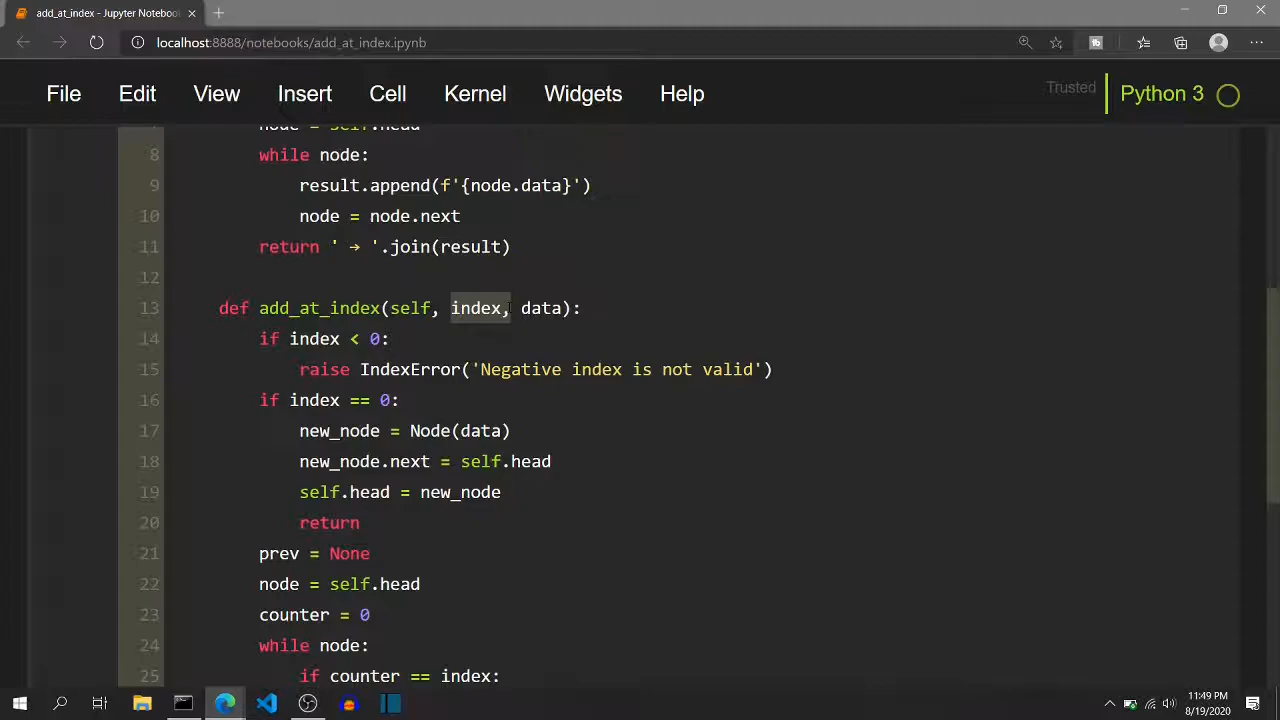 add_at_index - Jupyter Notebook
localhost:8888/notebooks/add_at_index.ipynb
File Edit View Insert Cell Kernel Widgets Help Trusted Python 3
node = self.head
8 while node:
9 result.append(f'{node.data}')
10 node = node.next
11 return ' → '.join(result)
12
13 def add_at_index(self, index, data):
14 if index < 0:
15 raise IndexError('Negative index is not valid')
16 if index == 0:
17 new_node = Node(data)
18 new_node.next = self.head
19 self.head = new_node
20 return
21 prev = None
22 node = self.head
23 counter = 0
24 while node:
25 if counter == index:
11:49 PM
8/19/2020